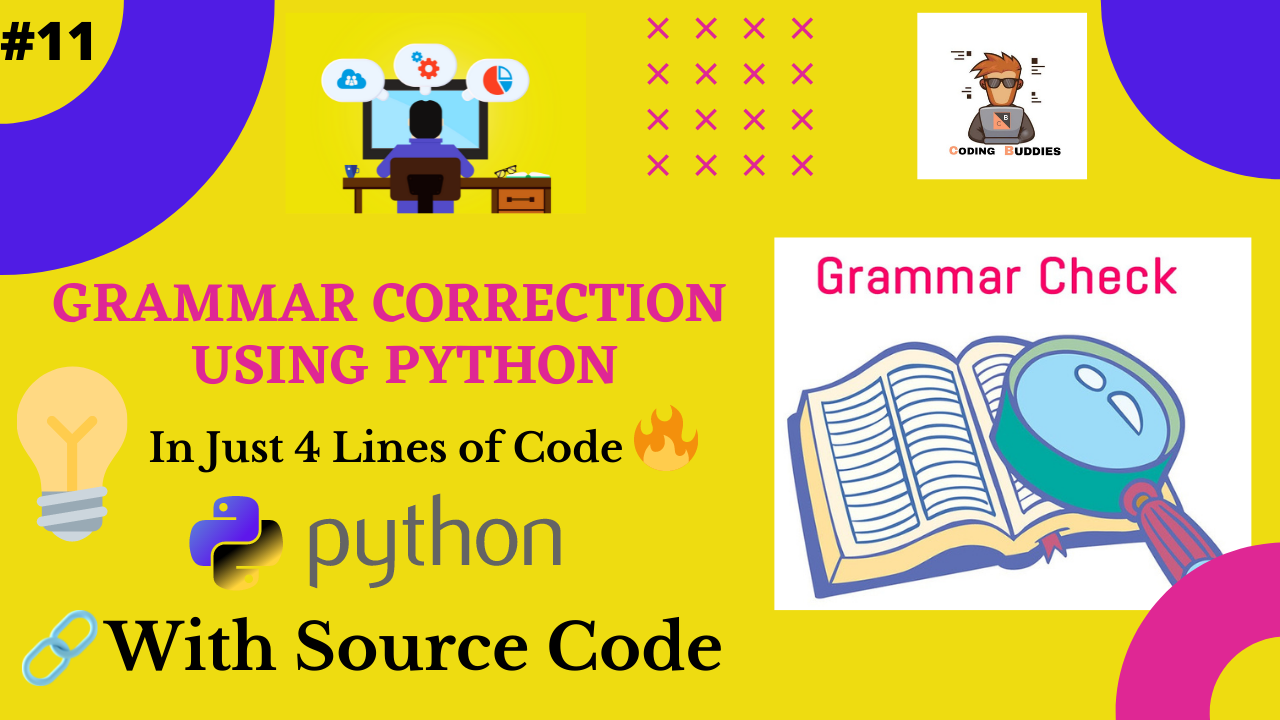 #11
CODING BUDDIES
GRAMMAR CORRECTION
USING PYTHON
In Just 4 Lines of Code
python
With Source Code
Grammar Check
B
C